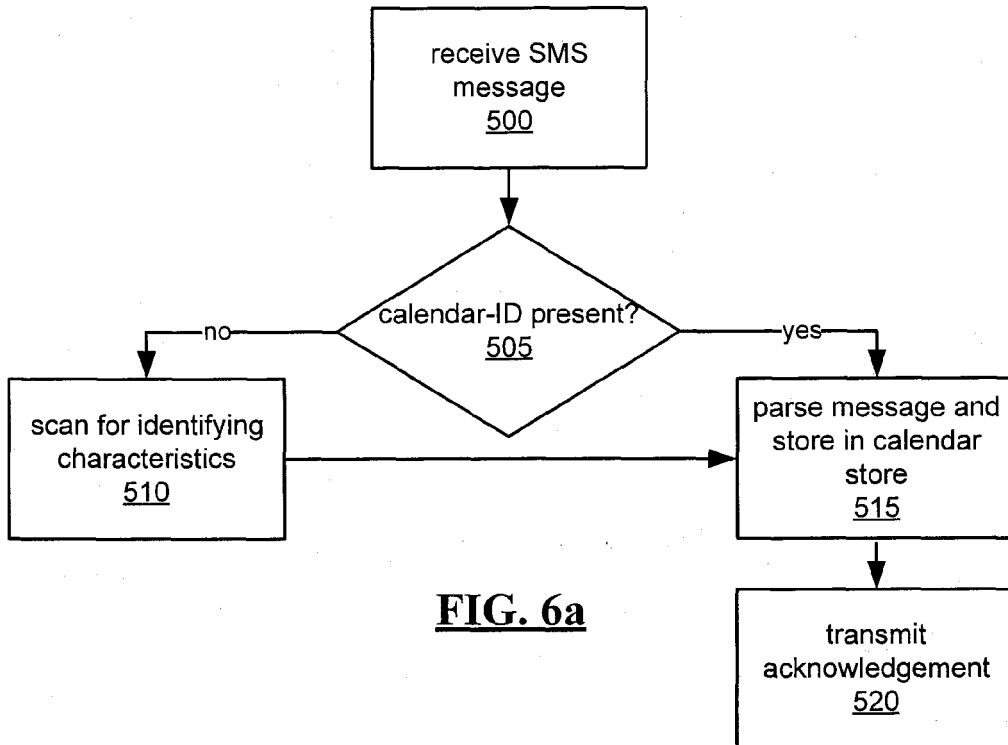 receive SMS
message
500
calendar-ID present?
505
no
yes
scan for identifying
characteristics
510
parse message and
store in calendar
store
515
FIG. 6a
transmit
acknowledgement
520